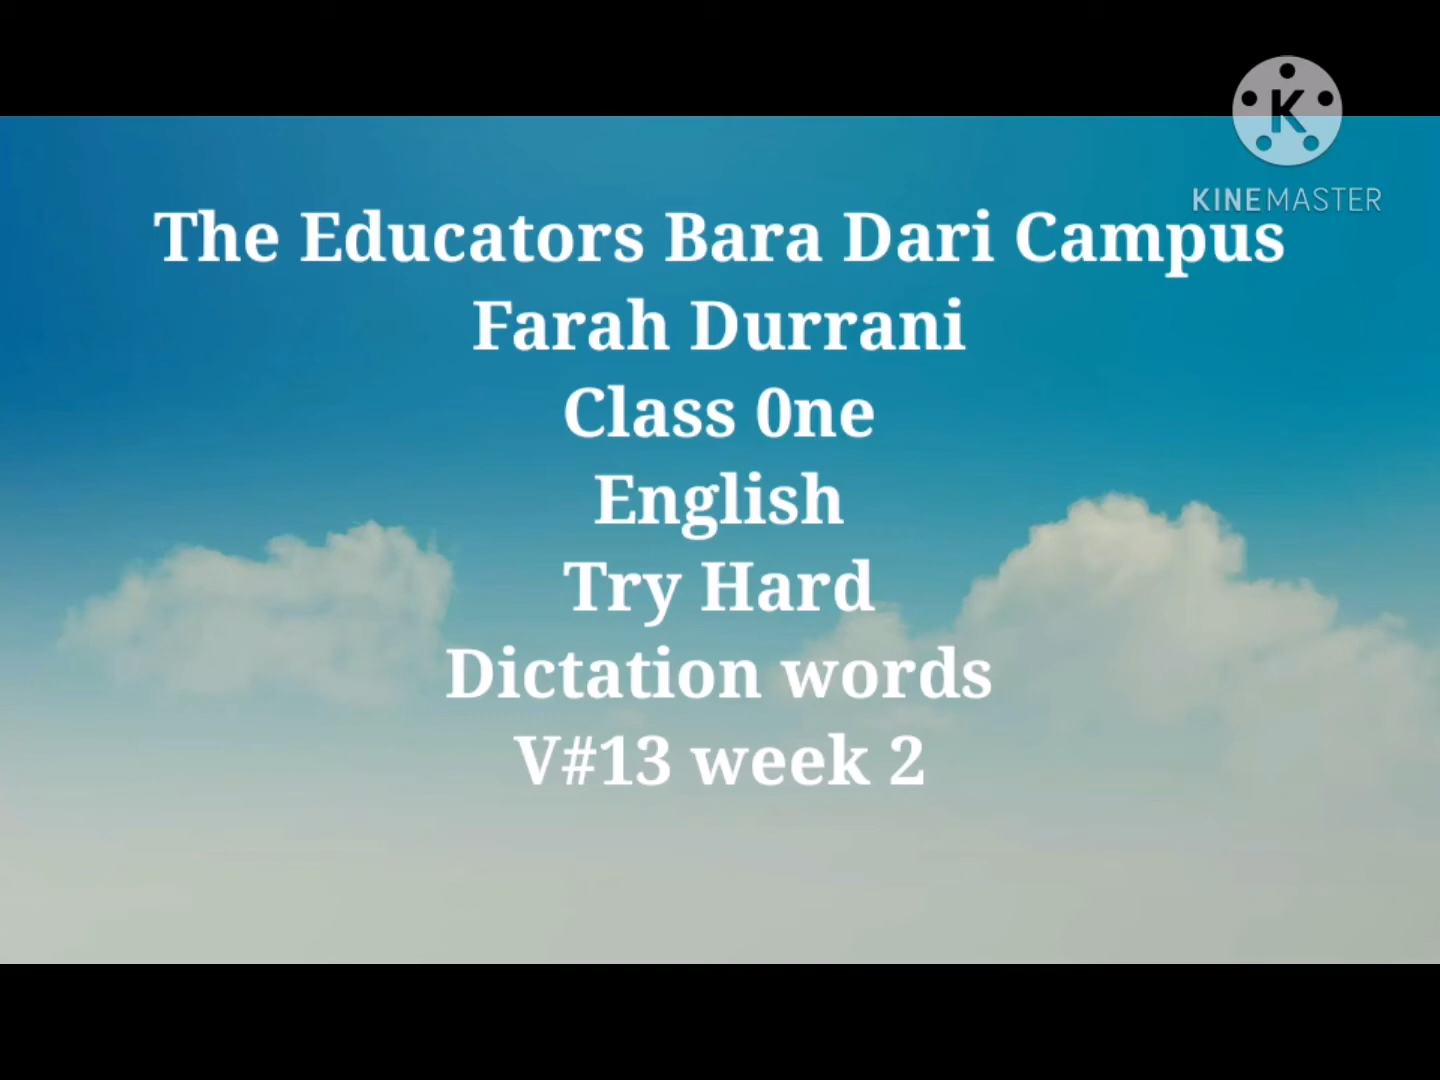 K
KINEMASTER
The Educators Bara Dari Campus
Farah Durrani
Class 0ne
English
Try Hard
Dictation words
V#13 week 2